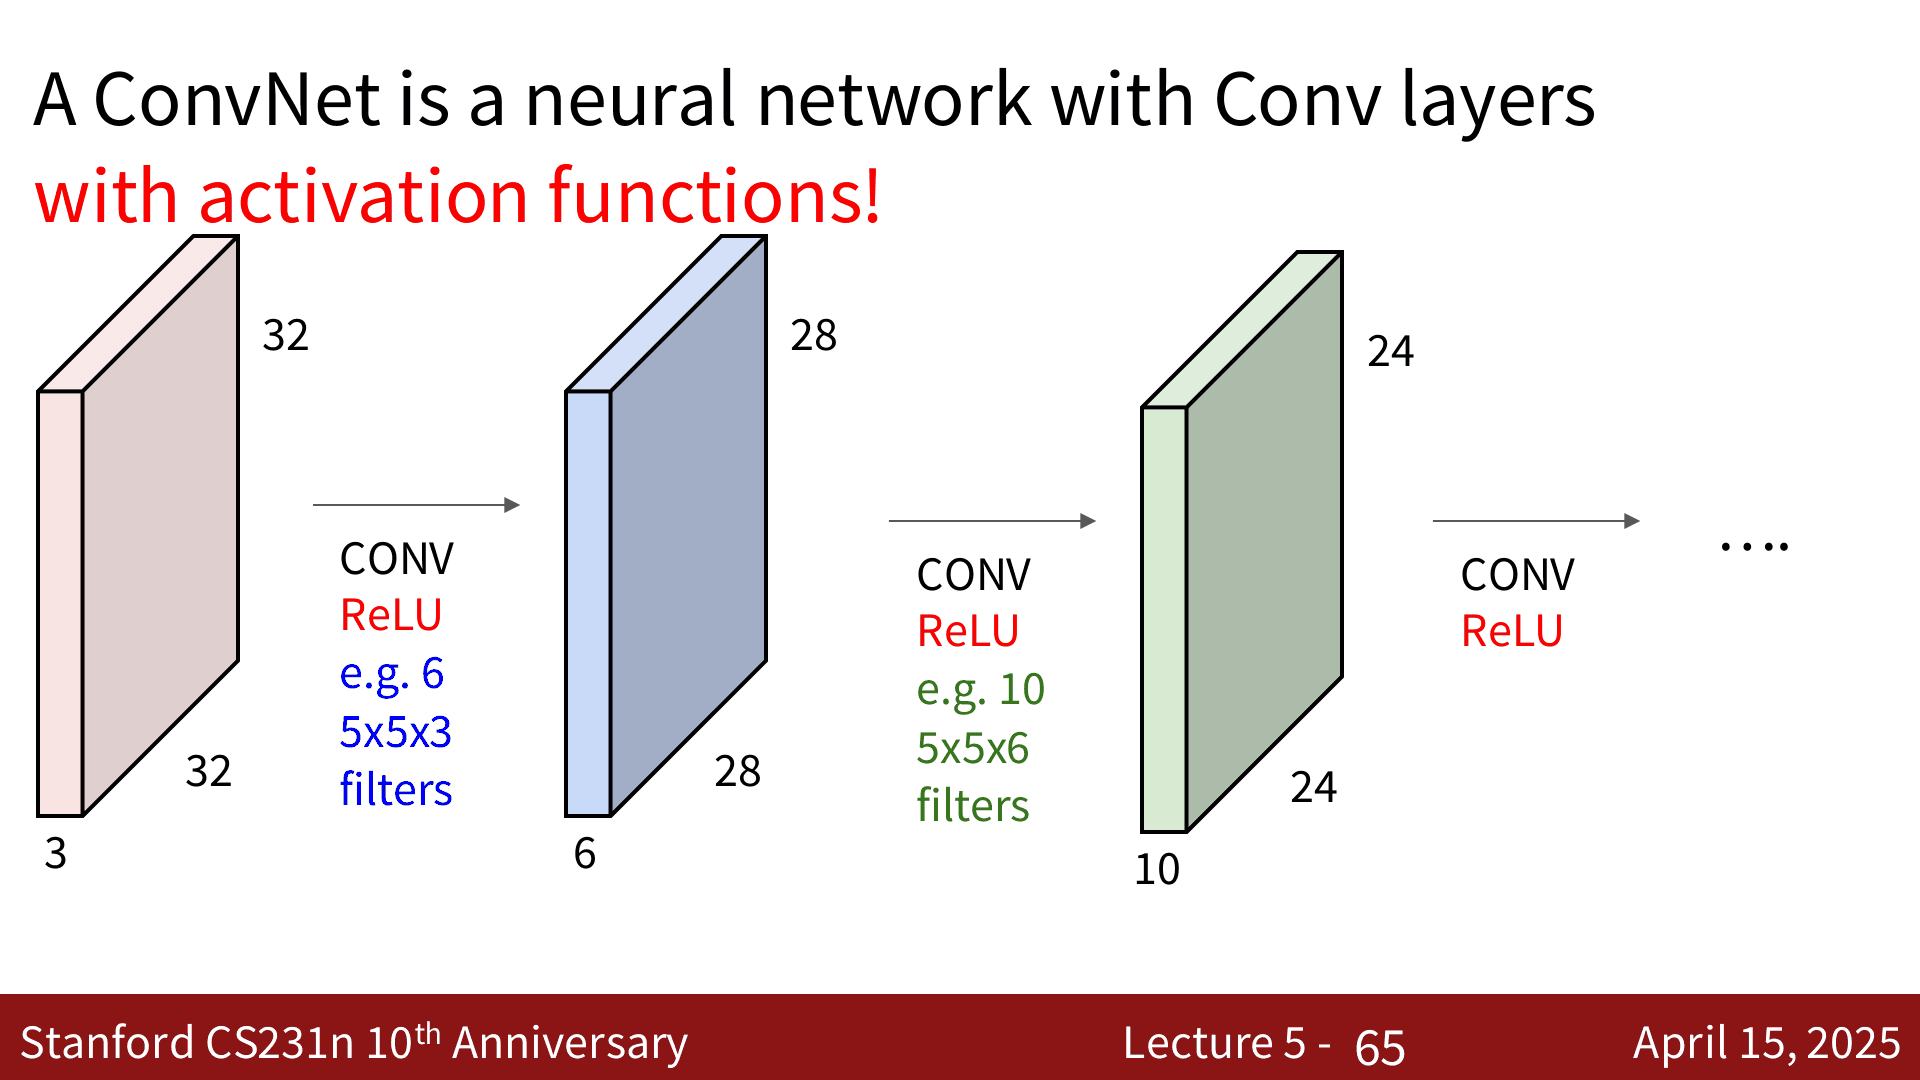 A ConvNet is a neural network with Conv layers
with activation functions!
32
32
3
CONV
ReLU
e.g. 6
5x5x3
filters
28
28
6
CONV
ReLU
e.g. 10
5x5x6
filters
24
24
10
CONV
ReLU
....
Stanford CS231n 10th Anniversary
Lecture 5 - 65
April 15, 2025